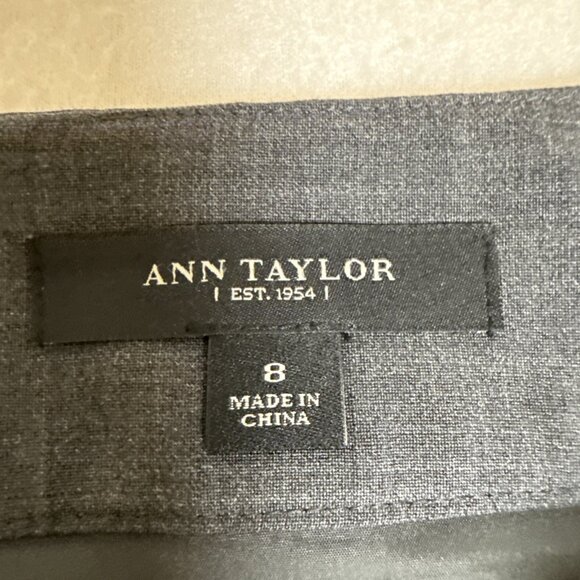 ANN TAYLOR
| EST. 1954 |
8
MADE IN
CHINA